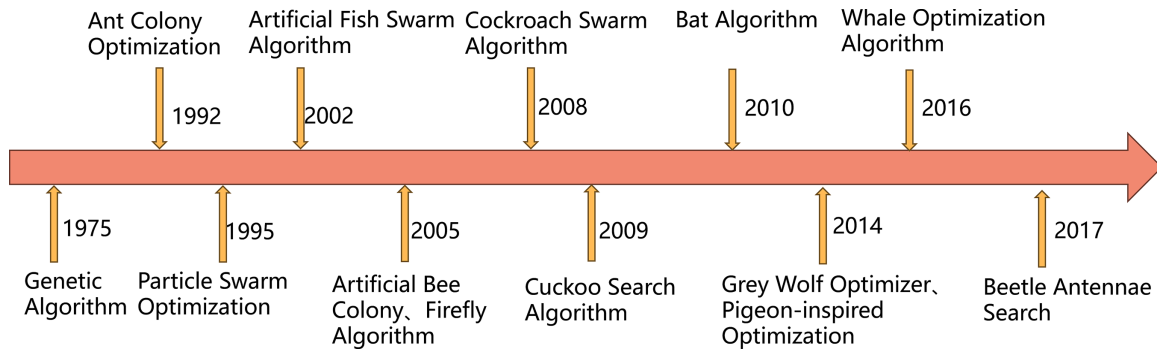 Ant Colony
Optimization
1992
Artificial Fish Swarm
Algorithm
2002
Cockroach Swarm
Algorithm
2008
Bat Algorithm
2010
Whale Optimization
Algorithm
2016
1975
Genetic
Algorithm
1995
Particle Swarm
Optimization
2005
Artificial Bee
Colony、Firefly
Algorithm
2009
Cuckoo Search
Algorithm
2014
Grey Wolf Optimizer、
Pigeon-inspired
Optimization
2017
Beetle Antennae
Search